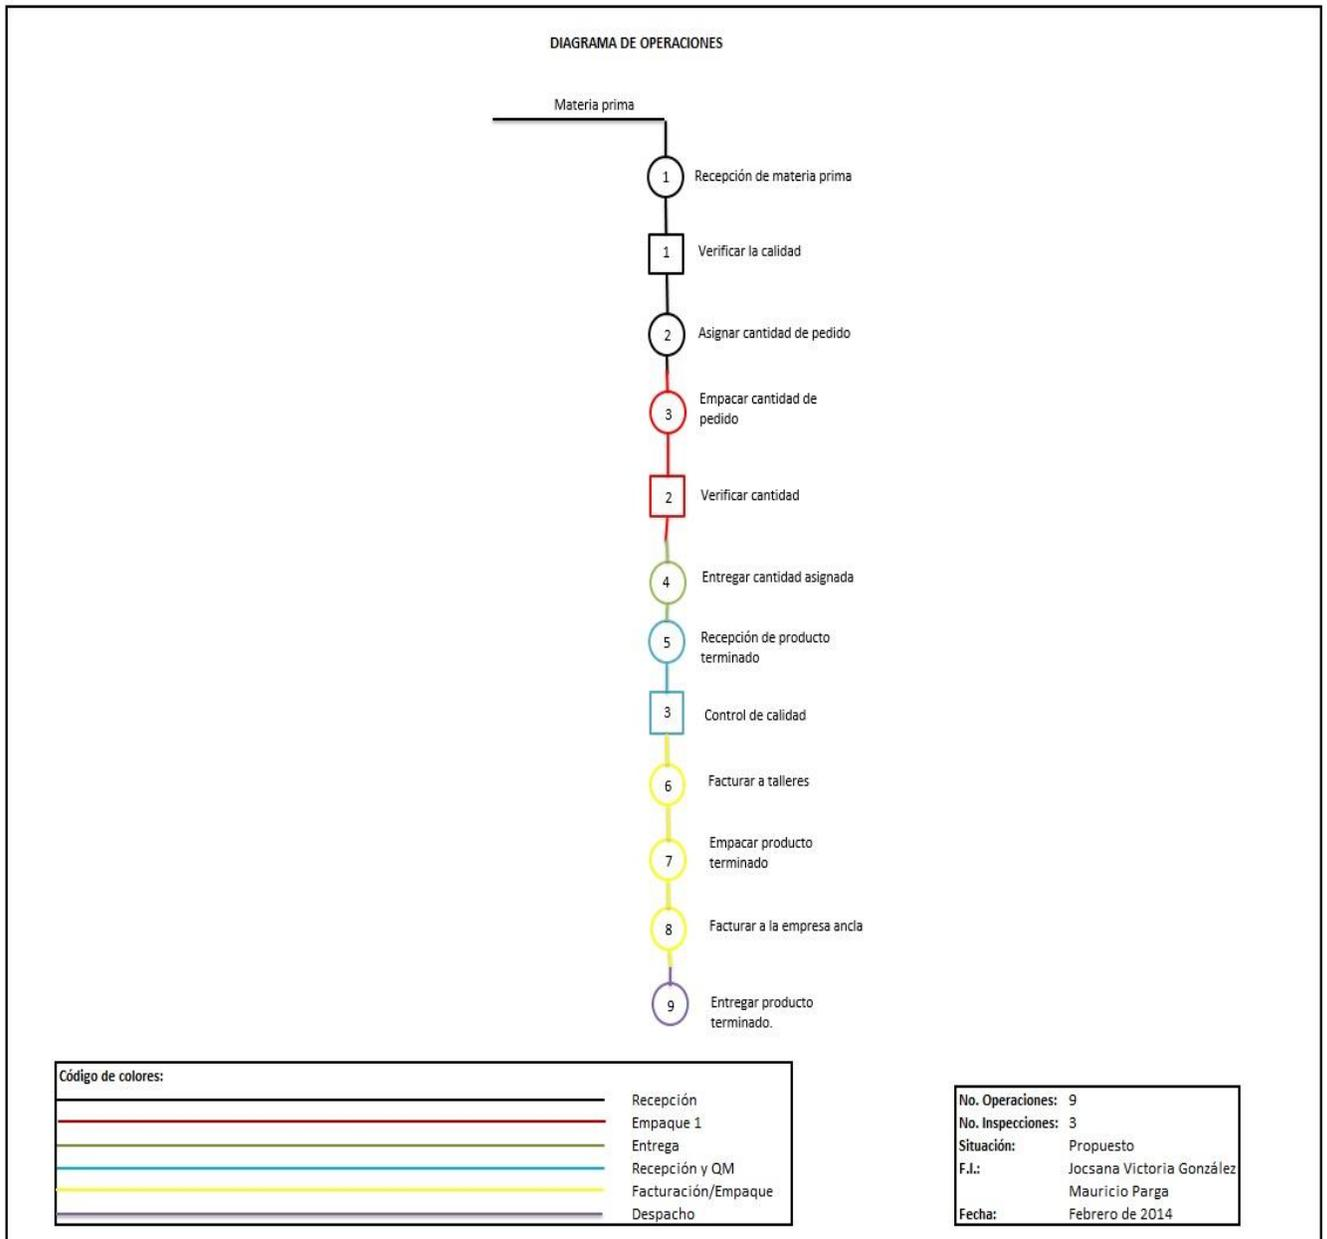 DIAGRAMA DE OPERACIONES
Materia prima
1 Recepción de materia prima
1 Verificar la calidad
2 Asignar cantidad de pedido
3 Empacar cantidad de
pedido
2 Verificar cantidad
4 Entregar cantidad asignada
5 Recepción de producto
terminado
3 Control de calidad
6 Facturar a talleres
7 Empacar producto
terminado
8 Facturar a la empresa ancla
9 Entregar producto
terminado.
Código de colores:
Recepción
Empaque 1
Entrega
Recepción y QM
Facturación/Empaque
Despacho
No. Operaciones: 9
No. Inspecciones: 3
Situación: Propuesto
F.I.: Jocsana Victoria González
Mauricio Parga
Fecha: Febrero de 2014